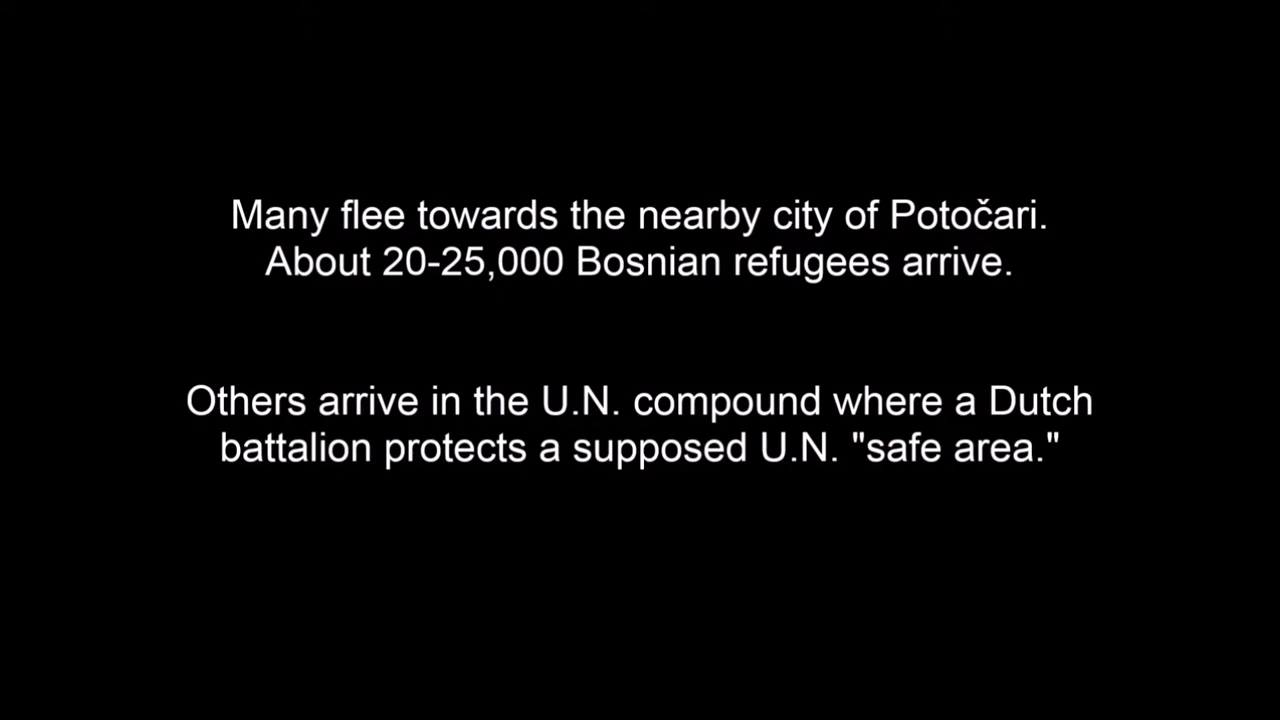 Many flee towards the nearby city of Potočari.
About 20-25,000 Bosnian refugees arrive.
Others arrive in the U.N. compound where a Dutch
battalion protects a supposed U.N. "safe area."